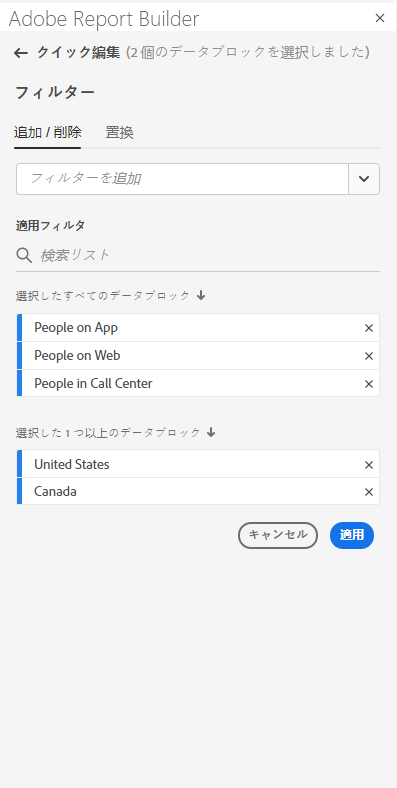 Adobe Report Builder
クイック編集 (2 個のデータブロックを選択しました)
フィルター
追加 / 削除 置換
フィルターを追加
適用フィルタ
検索リスト
選択したすべてのデータブロック
People on App
People on Web
People in Call Center
選択した 1 つ以上のデータブロック
United States
Canada
キャンセル 適用